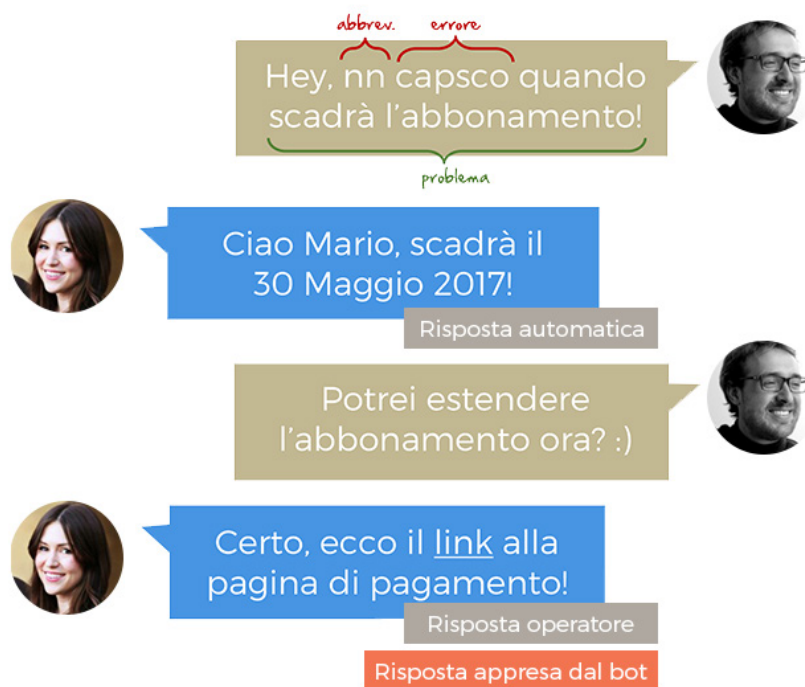 abbrev. errore
Hey, nn capsco quando
scadrà l'abbonamento!
problema
Ciao Mario, scadrà il
30 Maggio 2017!
Risposta automatica
Potrei estendere
l'abbonamento ora? :)
Certo, ecco il link alla
pagina di pagamento!
Risposta operatore
Risposta appresa dal bot